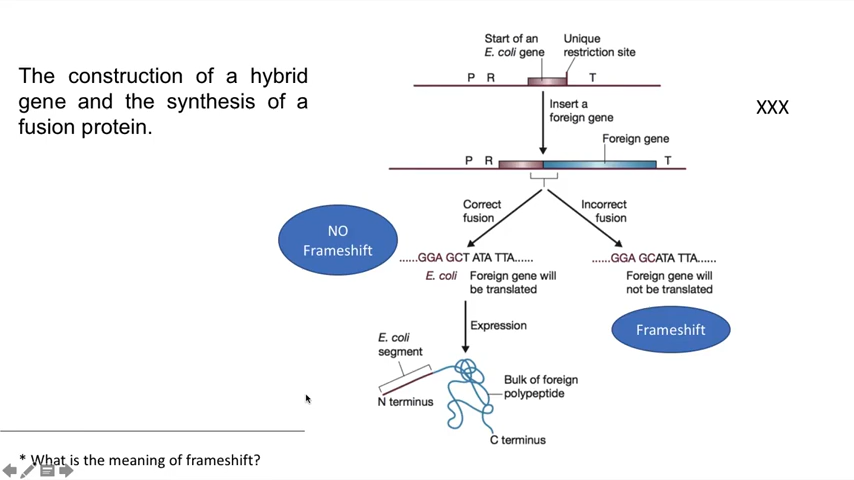 The construction of a hybrid
gene and the synthesis of a
fusion protein.
Start of an
E. coli gene
Unique
restriction site
P R T
XXX
Insert a
foreign gene
Foreign gene
P R T
Correct
fusion
Incorrect
fusion
NO
Frameshift
......GGA GCT ATA TTA......
......GGA GCATA TTA......
E. coli
Foreign gene will
be translated
Foreign gene will
not be translated
Frameshift
Expression
E. coli
segment
N terminus
Bulk of foreign
polypeptide
C terminus
* What is the meaning of frameshift?